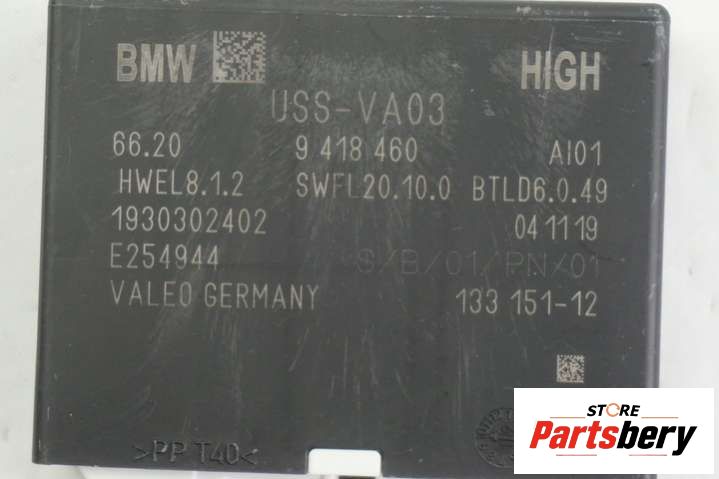 BMW HIGH
USS-VA03
66.20 9 418 460 AI01
HWEL8.1.2 SWFL20.10.0 BTLD6.0.49
1930302402 04 11 19
E254944 S/B/01/PN/01
VALEO GERMANY 133 151-12
>PP T40<
STORE
Partsbery